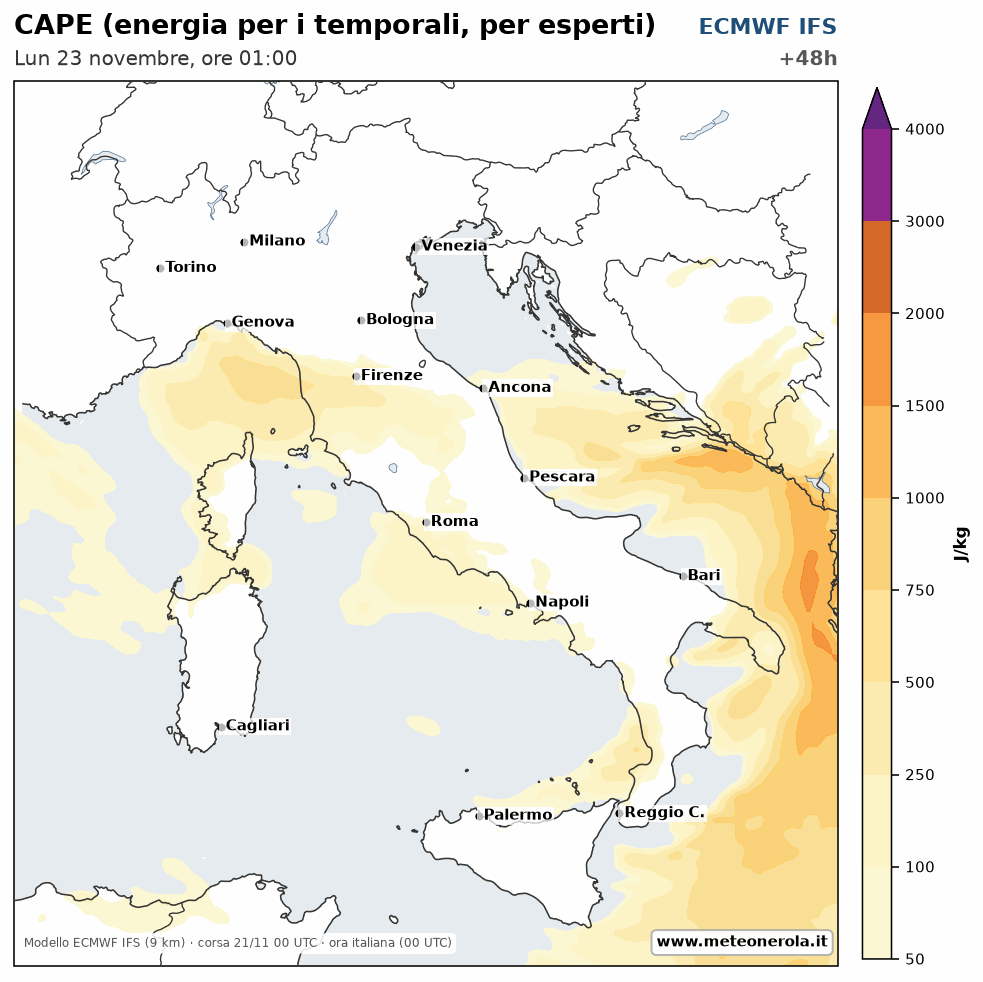 CAPE (energia per i temporali, per esperti)
ECMWF IFS
Lun 23 novembre, ore 01:00
+48h
4000
3000
2000
1500
1000
750
500
250
100
50
J/kg
Milano
Venezia
Torino
Genova
Bologna
Firenze
Ancona
Pescara
Roma
Bari
Napoli
Cagliari
Palermo
Reggio C.
Modello ECMWF IFS (9 km) · corsa 21/11 00 UTC · ora italiana (00 UTC)
www.meteonerola.it